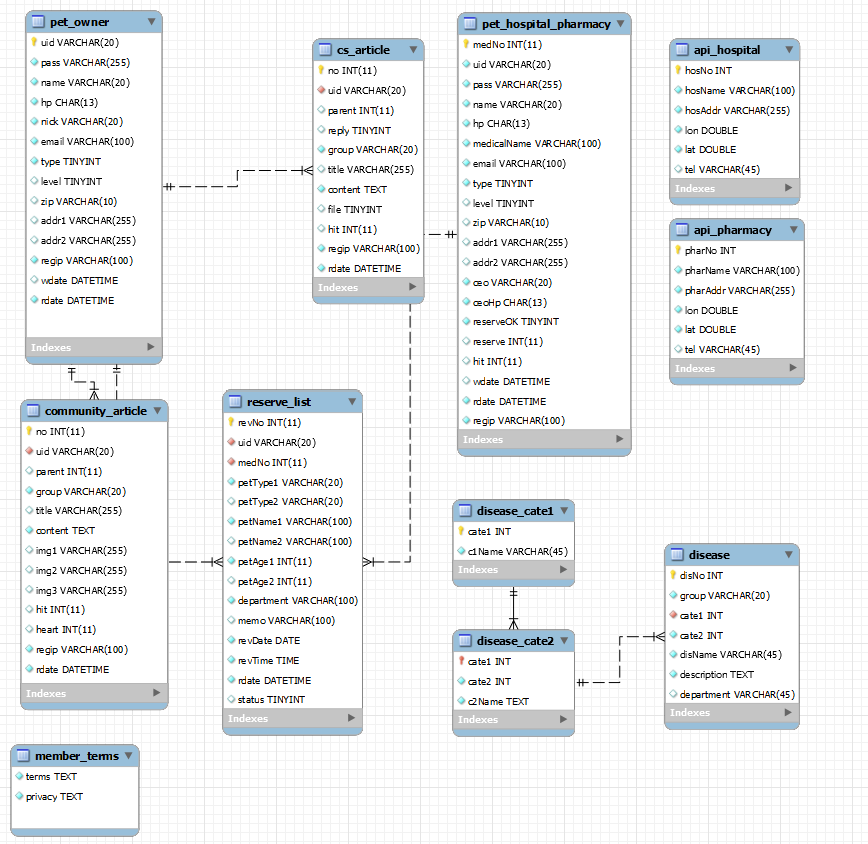 pet_owner
uid VARCHAR(20)
pass VARCHAR(255)
name VARCHAR(20)
hp CHAR(13)
nick VARCHAR(20)
email VARCHAR(100)
type TINYINT
level TINYINT
zip VARCHAR(10)
addr1 VARCHAR(255)
addr2 VARCHAR(255)
regip VARCHAR(100)
wdate DATETIME
rdate DATETIME
Indexes
cs_article
no INT(11)
uid VARCHAR(20)
parent INT(11)
reply TINYINT
group VARCHAR(20)
title VARCHAR(255)
content TEXT
file TINYINT
hit INT(11)
regip VARCHAR(100)
rdate DATETIME
Indexes
pet_hospital_pharmacy
medNo INT(11)
uid VARCHAR(20)
pass VARCHAR(255)
name VARCHAR(20)
hp CHAR(13)
medicalName VARCHAR(100)
email VARCHAR(100)
type TINYINT
level TINYINT
zip VARCHAR(10)
addr1 VARCHAR(255)
addr2 VARCHAR(255)
ceo VARCHAR(20)
ceoHp CHAR(13)
reserveOK TINYINT
reserve INT(11)
hit INT(11)
wdate DATETIME
rdate DATETIME
regip VARCHAR(100)
Indexes
api_hospital
hosNo INT
hosName VARCHAR(100)
hosAddr VARCHAR(255)
lon DOUBLE
lat DOUBLE
tel VARCHAR(45)
Indexes
api_pharmacy
pharNo INT
pharName VARCHAR(100)
pharAddr VARCHAR(255)
lon DOUBLE
lat DOUBLE
tel VARCHAR(45)
Indexes
community_article
no INT(11)
uid VARCHAR(20)
parent INT(11)
group VARCHAR(20)
title VARCHAR(255)
content TEXT
img1 VARCHAR(255)
img2 VARCHAR(255)
img3 VARCHAR(255)
hit INT(11)
heart INT(11)
regip VARCHAR(100)
rdate DATETIME
Indexes
reserve_list
revNo INT(11)
uid VARCHAR(20)
medNo INT(11)
petType1 VARCHAR(20)
petType2 VARCHAR(20)
petName1 VARCHAR(100)
petName2 VARCHAR(100)
petAge1 INT(11)
petAge2 INT(11)
department VARCHAR(100)
memo VARCHAR(100)
revDate DATE
revTime TIME
rdate DATETIME
status TINYINT
Indexes
disease_cate1
cate1 INT
c1Name VARCHAR(45)
Indexes
disease_cate2
cate1 INT
cate2 INT
c2Name TEXT
Indexes
disease
disNo INT
group VARCHAR(20)
cate1 INT
cate2 INT
disName VARCHAR(45)
description TEXT
department VARCHAR(45)
Indexes
member_terms
terms TEXT
privacy TEXT